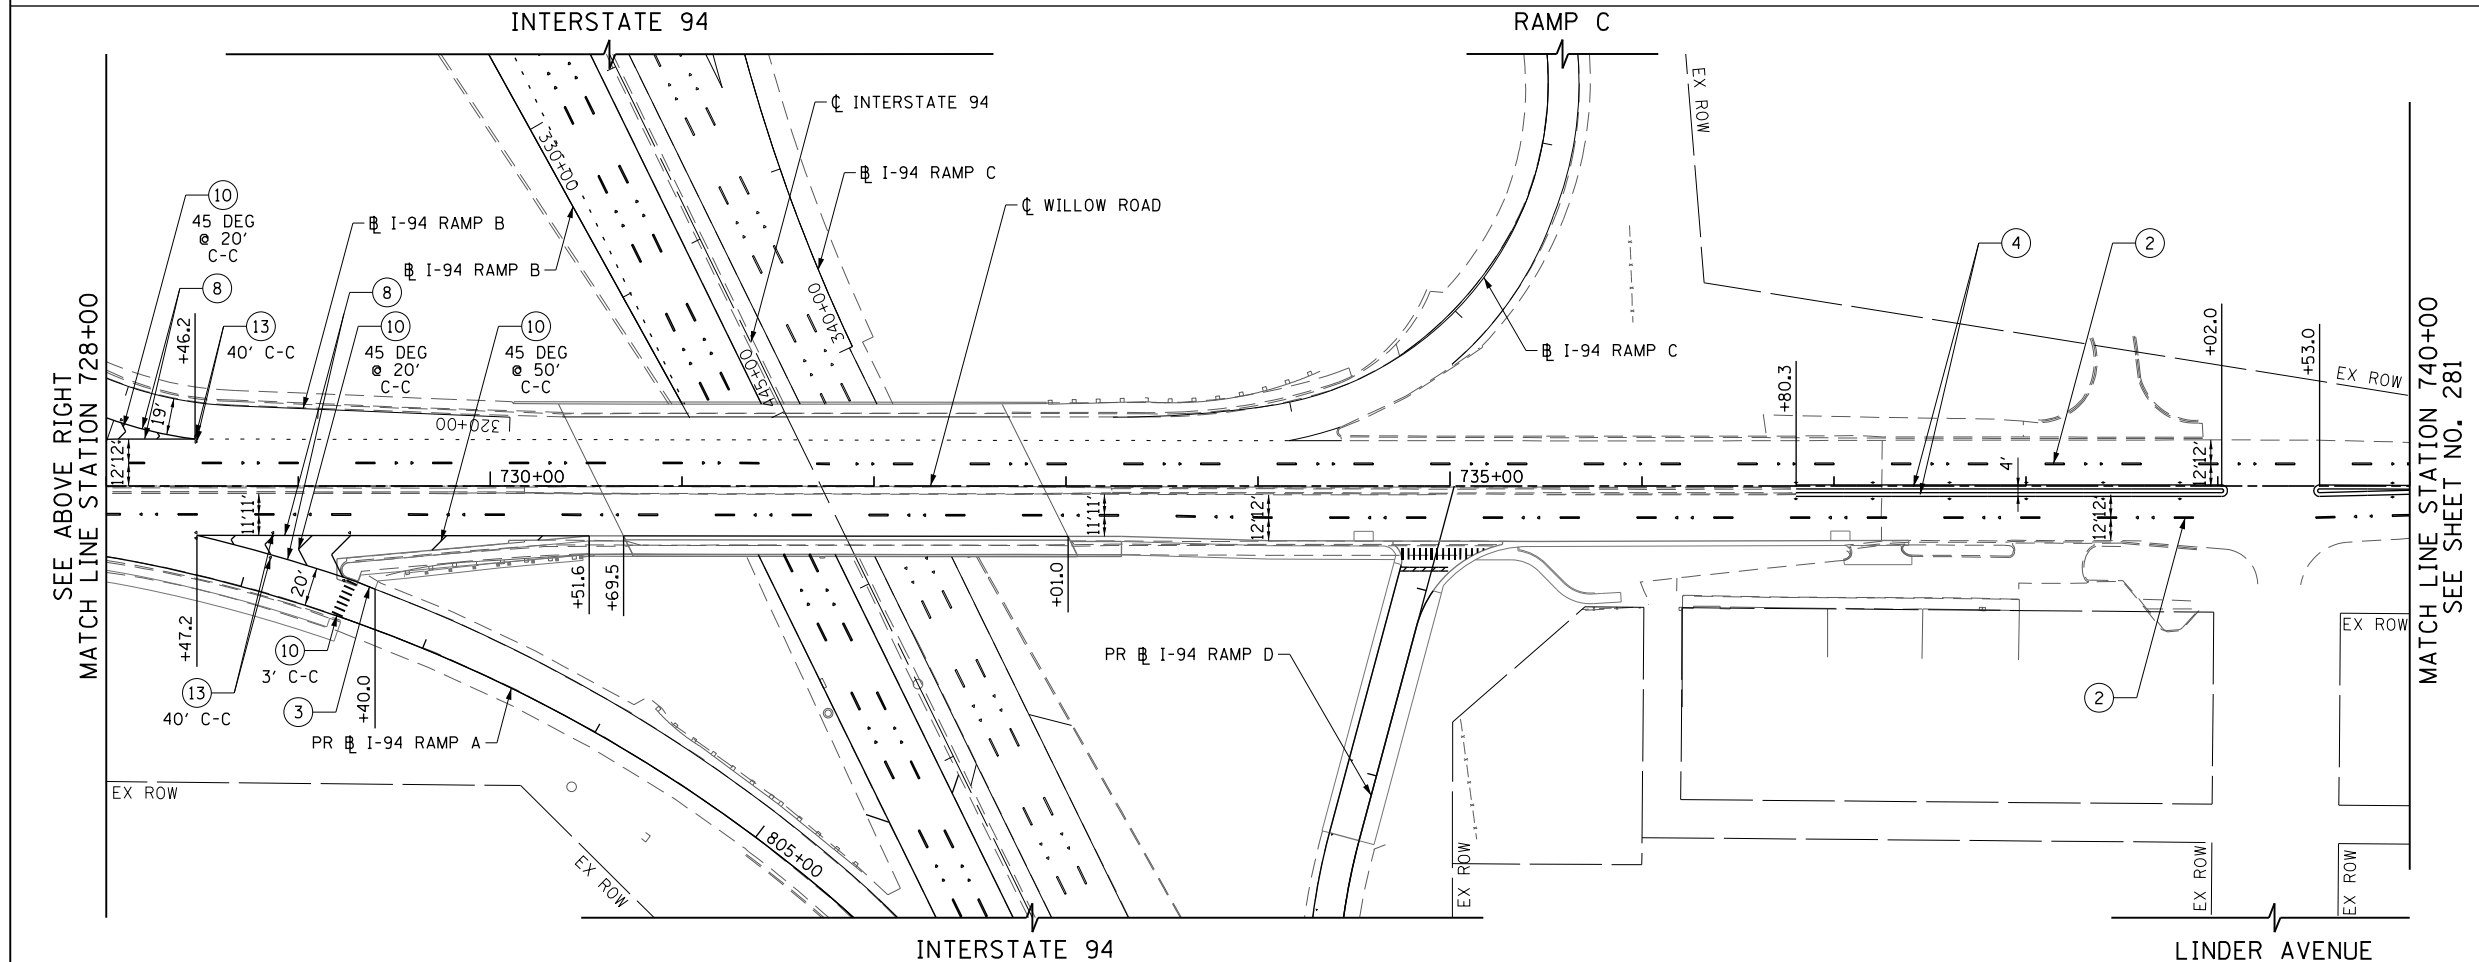 INTERSTATE 94
RAMP C
EX ROW
℄ INTERSTATE 94
330+00
B͟L I-94 RAMP C
10
45 DEG
@ 20'
C-C
B͟L I-94 RAMP B
℄ WILLOW ROAD
B͟L I-94 RAMP B
4
2
8
8
340+00
+46.2
13
40' C-C
10
45 DEG
@ 20'
C-C
10
45 DEG
@ 50'
C-C
445+00
B͟L I-94 RAMP C
+80.3
+02.0
+53.0
EX ROW
SEE ABOVE RIGHT
MATCH LINE STATION 728+00
MATCH LINE STATION 740+00
SEE SHEET NO. 281
19'
320+00
12'12'
730+00
735+00
4'
12'12'
11'11'
11'11'
12'12'
12'12'
20'
+51.6
+69.5
+01.0
+47.2
10
3' C-C
EX ROW
PR B͟L I-94 RAMP D
13
40' C-C
3
+40.0
2
PR B͟L I-94 RAMP A
EX ROW
805+00
EX ROW
EX ROW
EX ROW
EX ROW
INTERSTATE 94
LINDER AVENUE